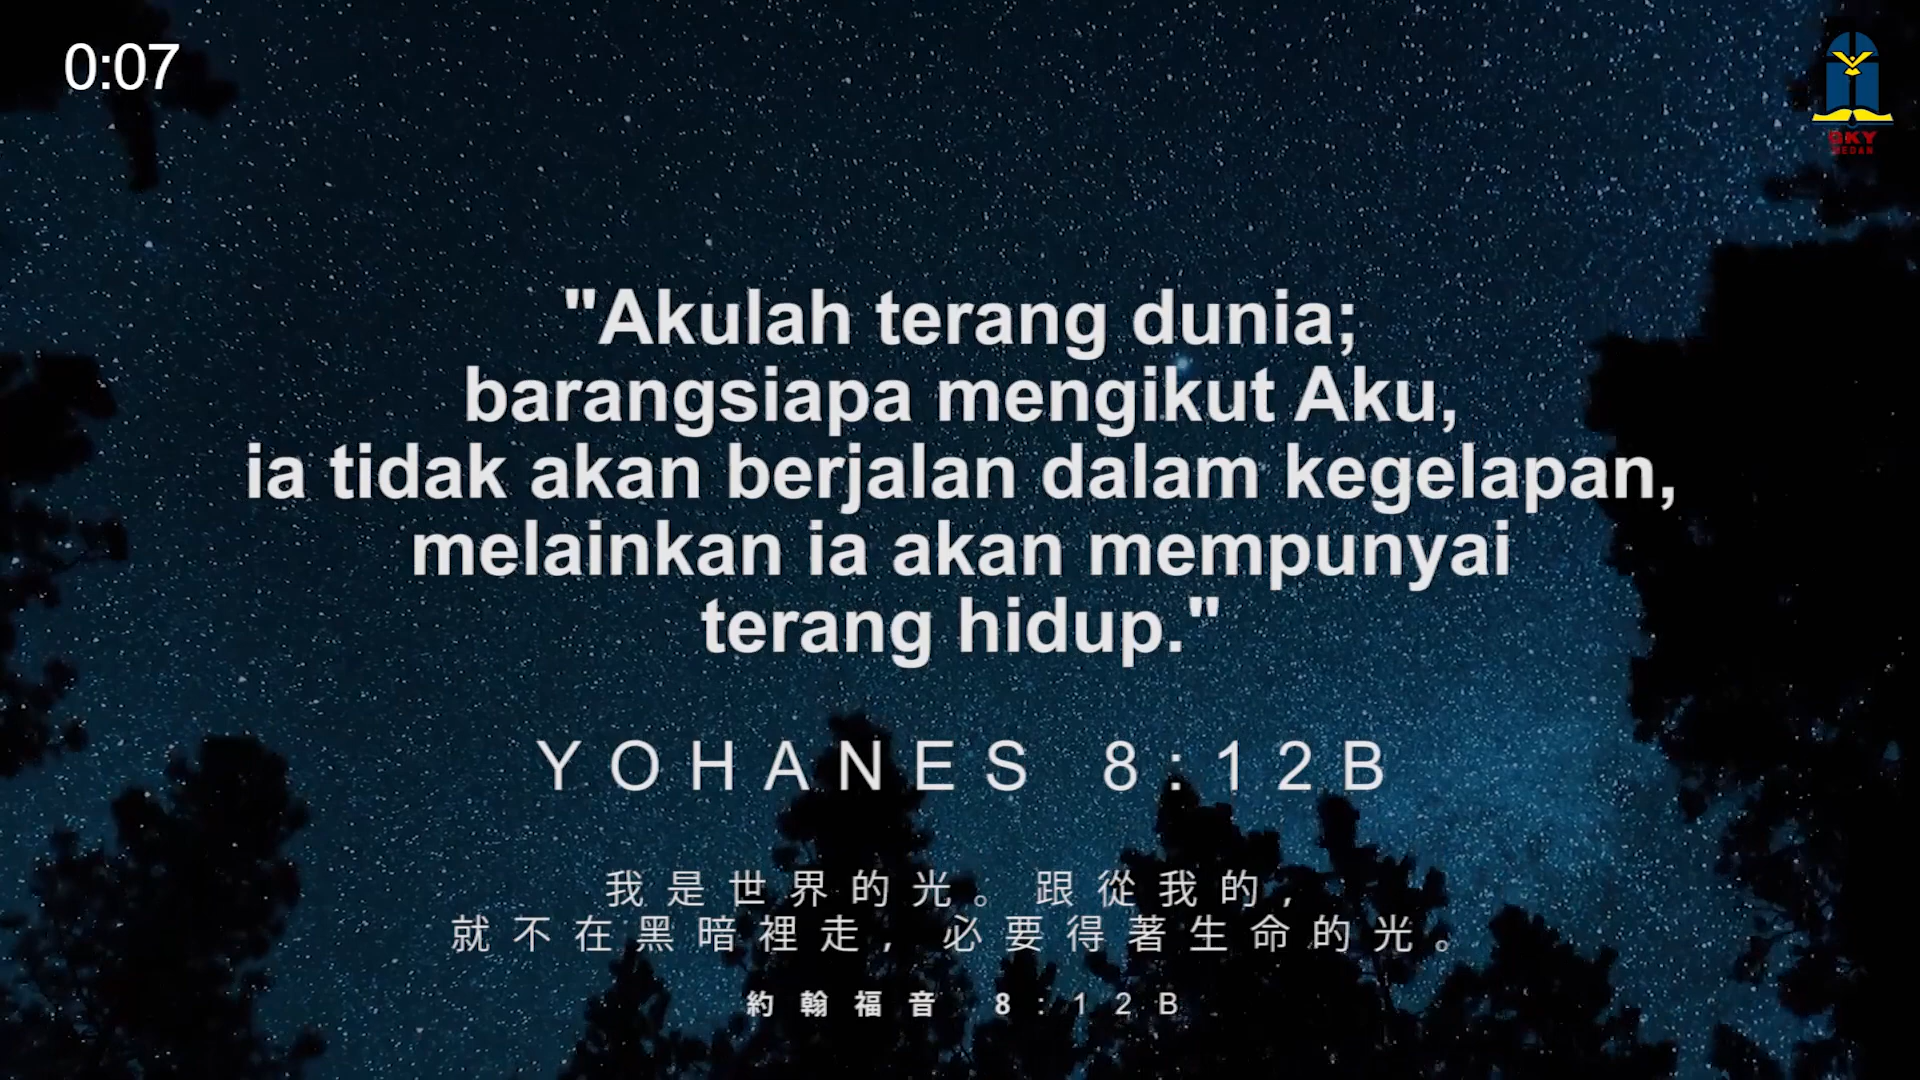 0:07
"Akulah terang dunia;
barangsiapa mengikut Aku,
ia tidak akan berjalan dalam kegelapan,
melainkan ia akan mempunyai
terang hidup."
YOHANES 8:12B
我是世界的光。跟從我的，
就不在黑暗裡走，必要得著生命的光。
約翰福音 8:12B